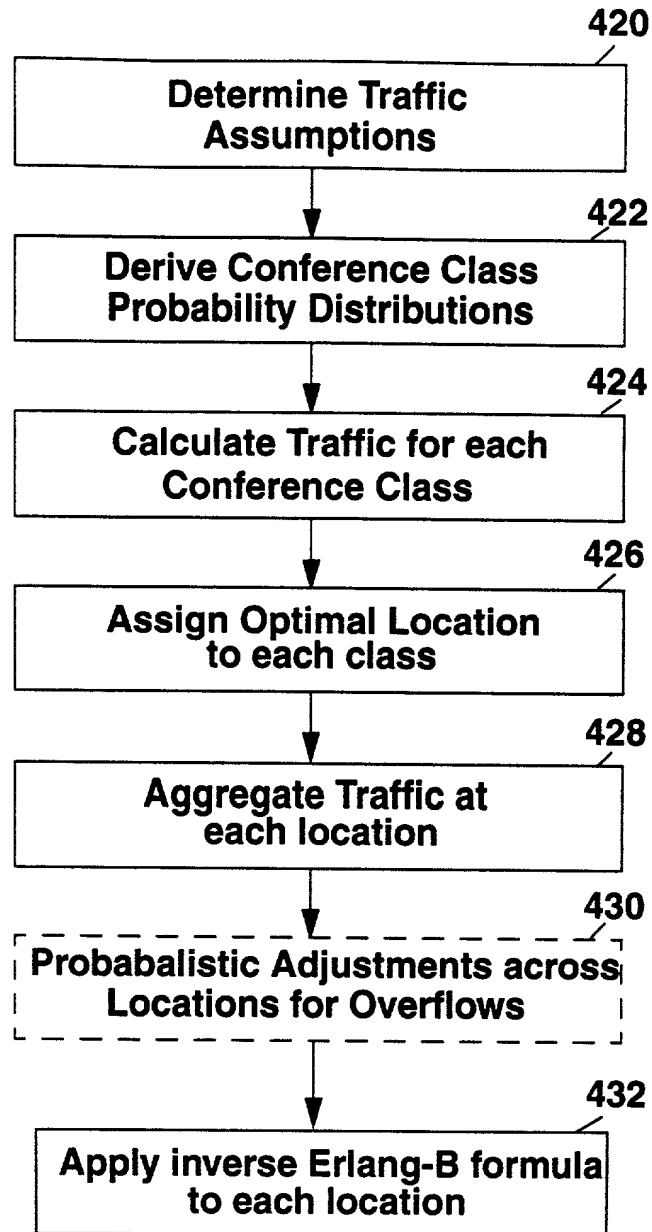 420
Determine Traffic
Assumptions
422
Derive Conference Class
Probability Distributions
424
Calculate Traffic for each
Conference Class
426
Assign Optimal Location
to each class
428
Aggregate Traffic at
each location
430
Probabalistic Adjustments across
Locations for Overflows
432
Apply inverse Erlang-B formula
to each location